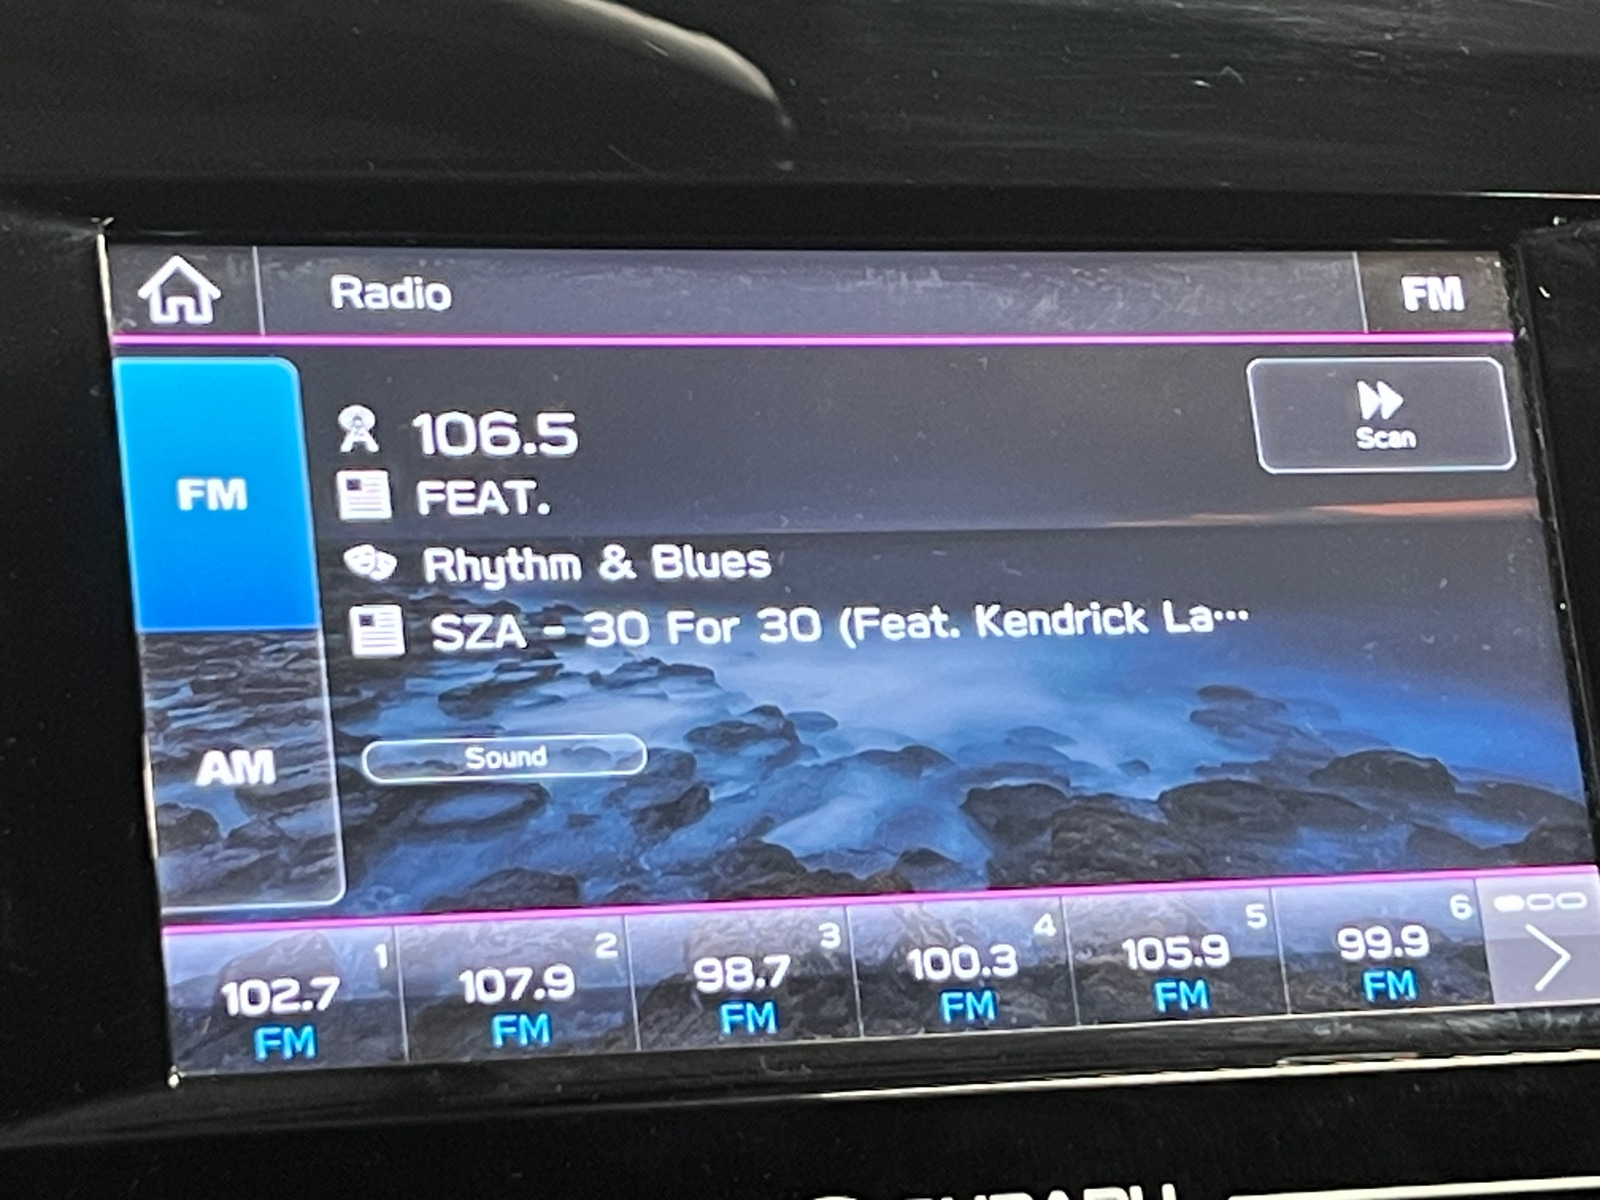 Radio
FM
Scan
FM
106.5
FEAT.
Rhythm & Blues
SZA - 30 For 30 (Feat. Kendrick La···
AM
Sound
1
102.7
FM
2
107.9
FM
3
98.7
FM
4
100.3
FM
5
105.9
FM
6
99.9
FM
SUBARU